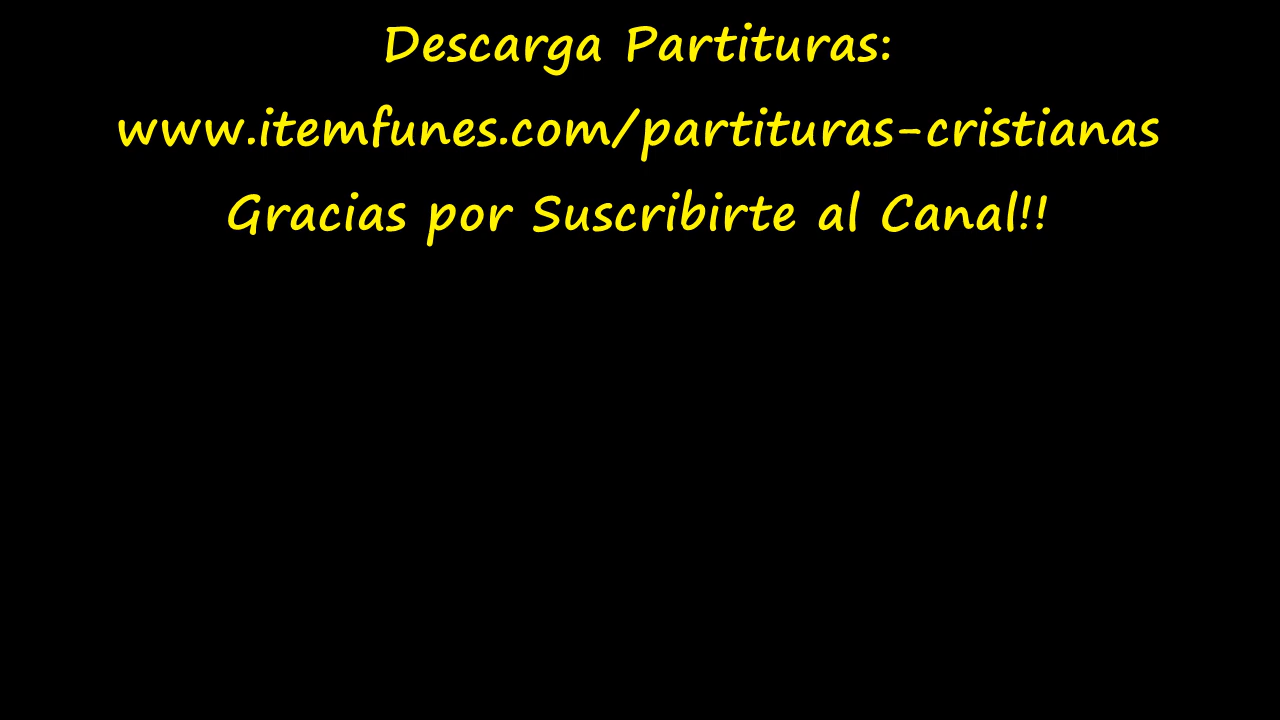 Descarga Partituras:
www.itemfunes.com/partituras-cristianas
Gracias por Suscribirte al Canal!!